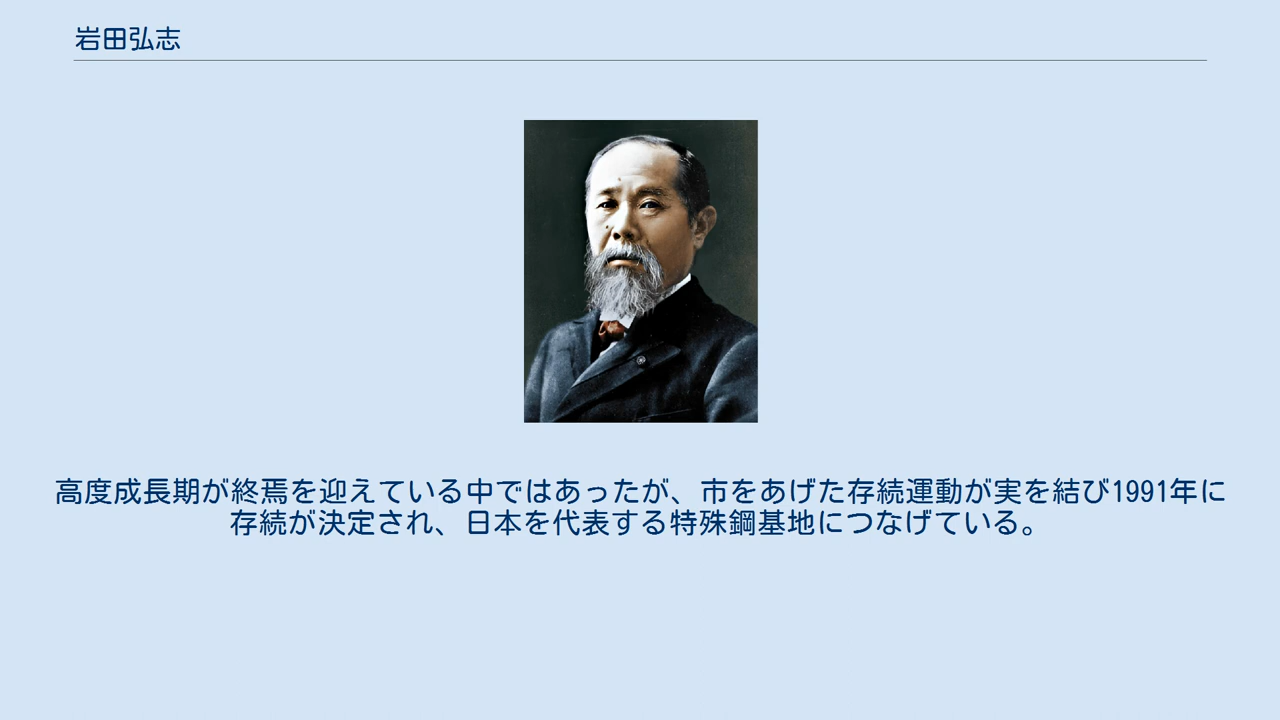 岩田弘志
高度成長期が終焉を迎えている中ではあったが、市をあげた存続運動が実を結び1991年に
存続が決定され、日本を代表する特殊鋼基地につなげている。